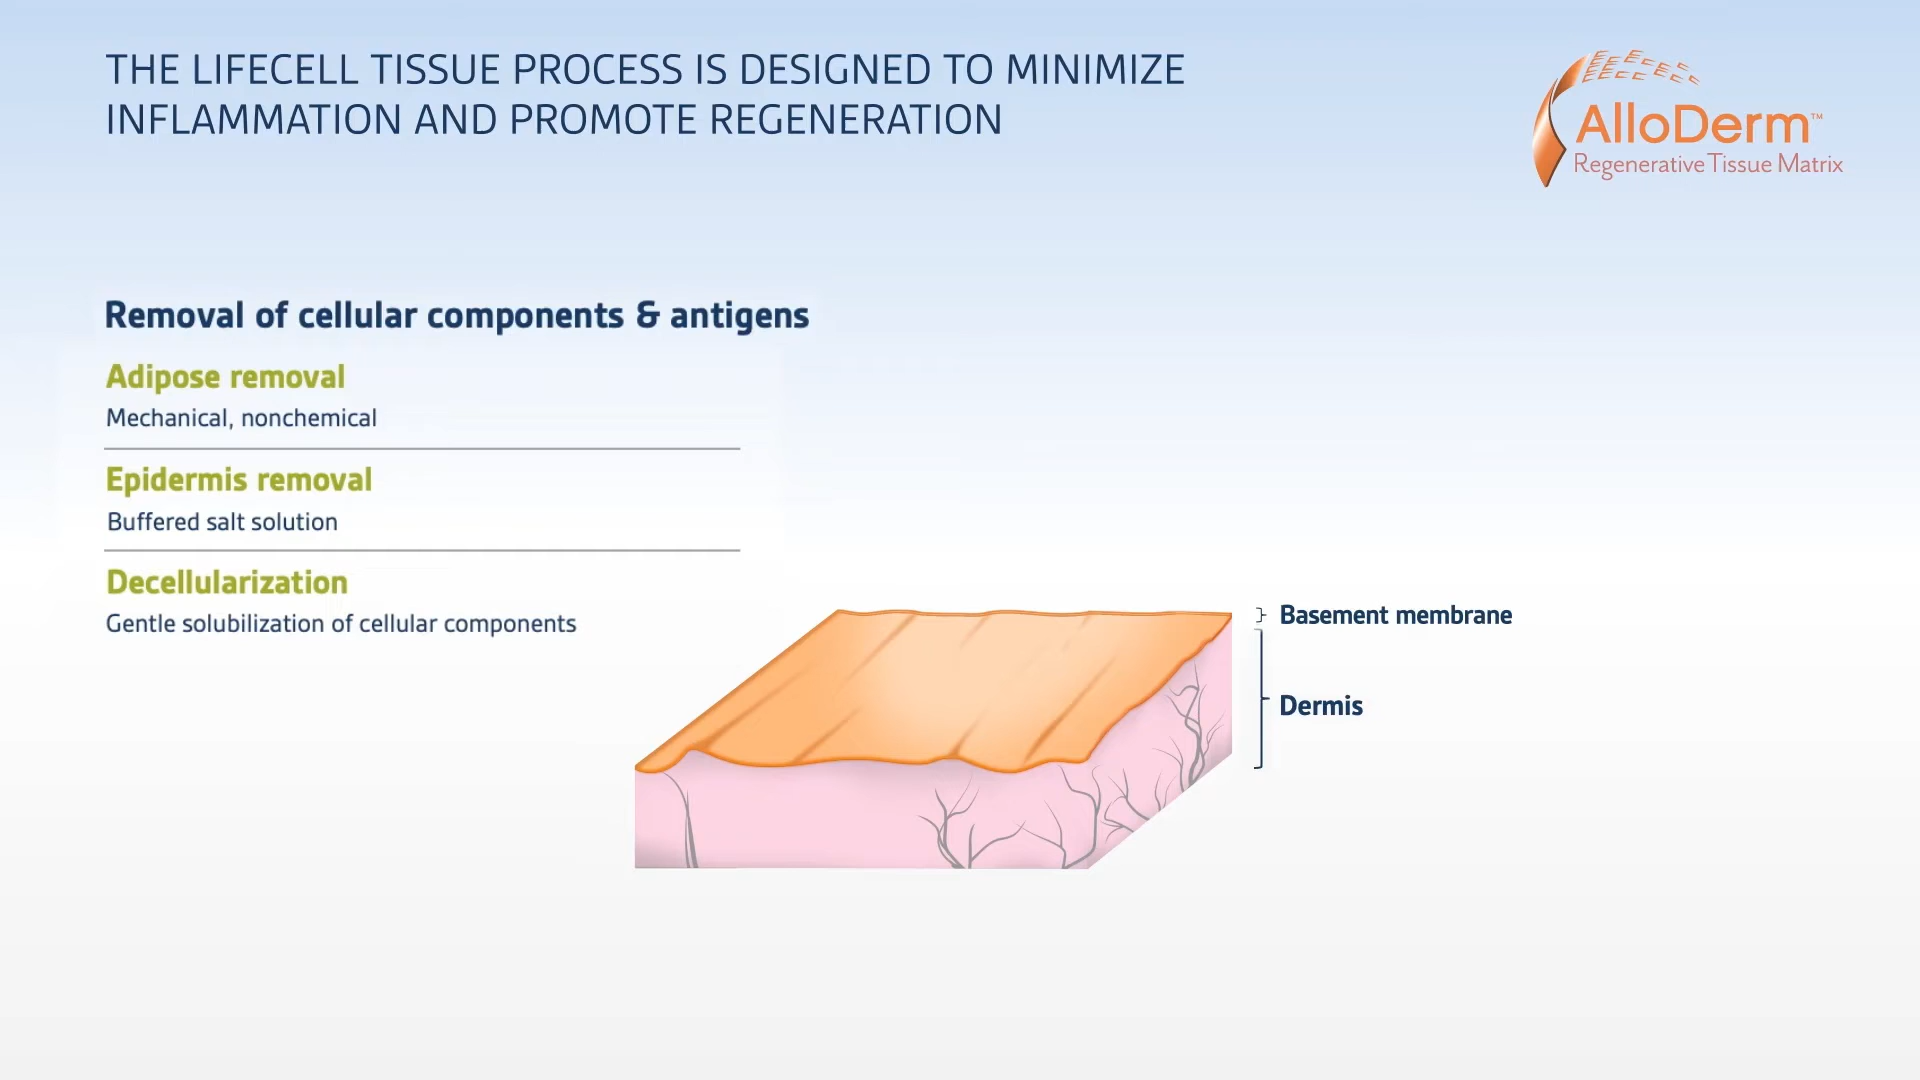 THE LIFECELL TISSUE PROCESS IS DESIGNED TO MINIMIZE
INFLAMMATION AND PROMOTE REGENERATION
AlloDerm™
Regenerative Tissue Matrix
Removal of cellular components & antigens
Adipose removal
Mechanical, nonchemical
Epidermis removal
Buffered salt solution
Decellularization
Gentle solubilization of cellular components
Basement membrane
Dermis